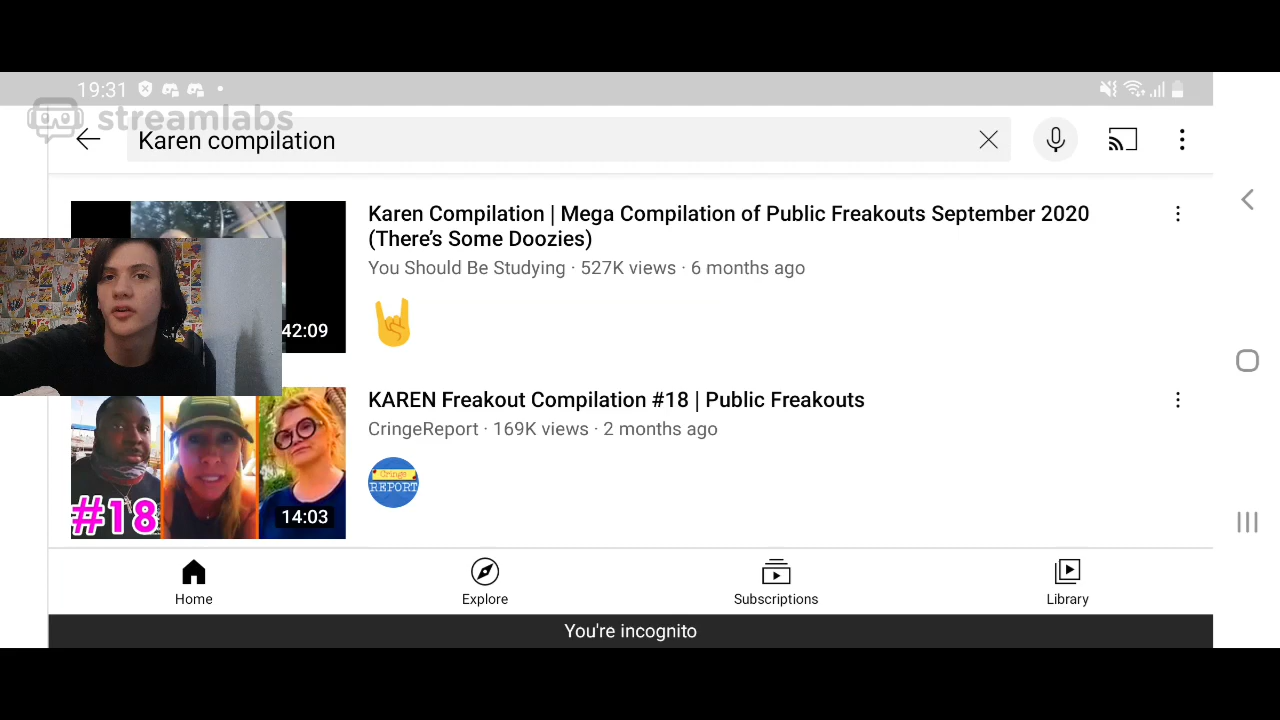 19:31
streamlabs
Karen compilation
Karen Compilation | Mega Compilation of Public Freakouts September 2020
(There's Some Doozies)
You Should Be Studying · 527K views · 6 months ago
42:09
KAREN Freakout Compilation #18 | Public Freakouts
CringeReport · 169K views · 2 months ago
Cringe
REPORT
#18
14:03
Home
Explore
Subscriptions
Library
You're incognito